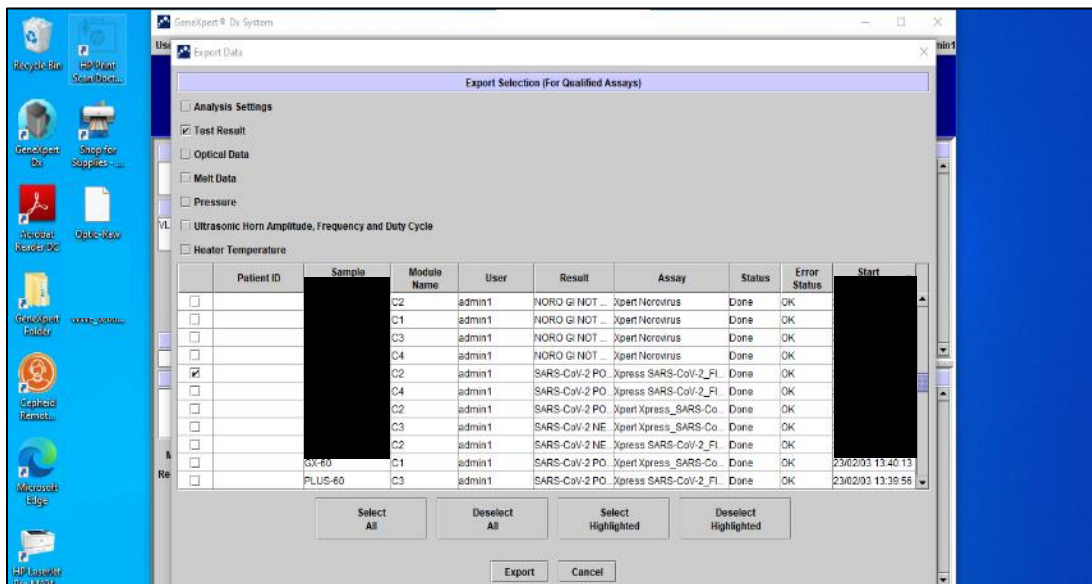 GeneXpert® Dx System
Use
min1
Export Data
Export Selection (For Qualified Assays)
Analysis Settings
Test Result
Optical Data
Melt Data
Pressure
Ultrasonic Horn Amplitude, Frequency and Duty Cycle
Heater Temperature
Patient ID Sample Module Name User Result Assay Status Error Status Start
C2 admin1 NORO GI NOT ... Xpert Norovirus Done OK
C1 admin1 NORO GI NOT ... Xpert Norovirus Done OK
C3 admin1 NORO GI NOT ... Xpert Norovirus Done OK
C4 admin1 NORO GI NOT ... Xpert Norovirus Done OK
C2 admin1 SARS-CoV-2 PO... Xpress SARS-CoV-2_Fl... Done OK
C4 admin1 SARS-CoV-2 PO... Xpress SARS-CoV-2_Fl... Done OK
C2 admin1 SARS-CoV-2 PO... Xpert Xpress_SARS-Co... Done OK
C3 admin1 SARS-CoV-2 NE... Xpert Xpress_SARS-Co... Done OK
C2 admin1 SARS-CoV-2 NE... Xpress SARS-CoV-2_Fl... Done OK
GX-60 C1 admin1 SARS-CoV-2 PO... Xpert Xpress_SARS-Co... Done OK 23/02/03 13:40:13
PLUS-60 C3 admin1 SARS-CoV-2 PO... Xpress SARS-CoV-2_Fl... Done OK 23/02/03 13:39:56
Select All
Deselect All
Select Highlighted
Deselect Highlighted
Export
Cancel
VL
M
Re
Recycle Bin
HP Print
Scan Doct...
GeneXpert
Dx
Shop for
Supplies - ...
Acrobat
Reader DC
Optic-Raw
GeneXpert
Folder
Cepheid
Remot...
Microsoft
Edge
HP LaserJet